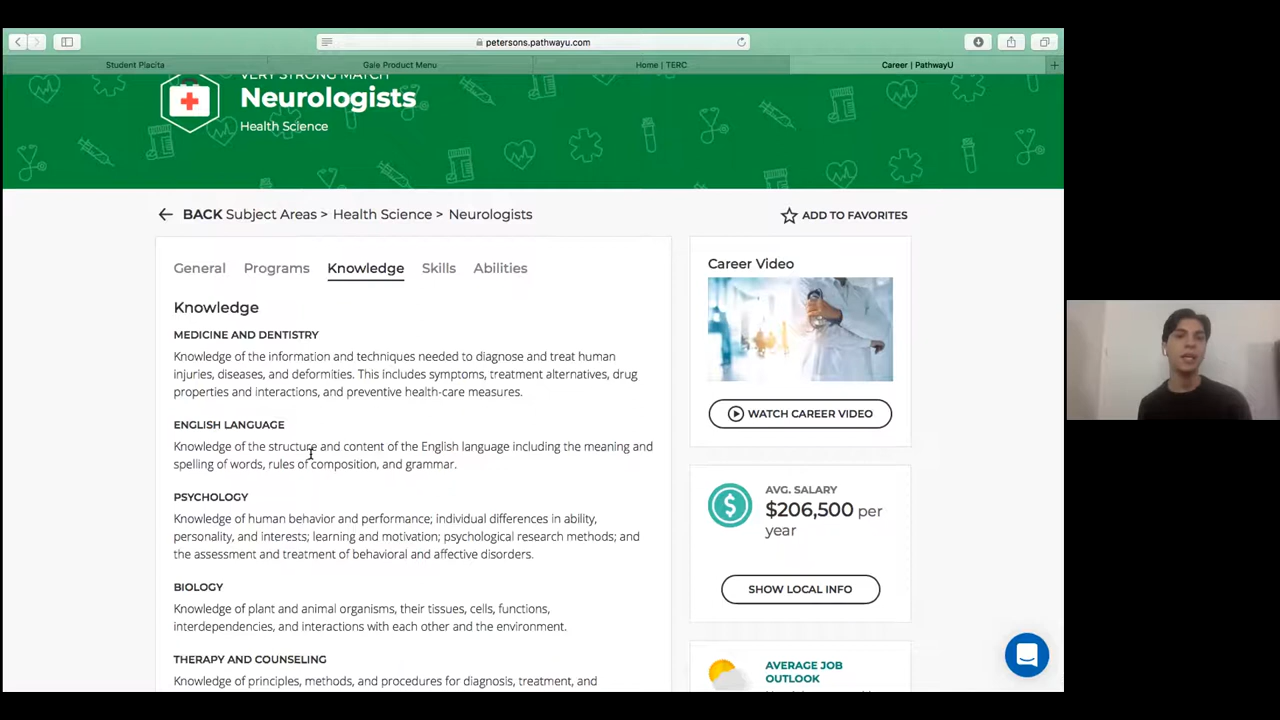 petersons.pathwayu.com
Student Placita
Gale Product Menu
Home | TERC
Career | PathwayU
VERY STRONG MATCH
Neurologists
Health Science
BACK Subject Areas > Health Science > Neurologists
ADD TO FAVORITES
General Programs Knowledge Skills Abilities
Knowledge
MEDICINE AND DENTISTRY
Knowledge of the information and techniques needed to diagnose and treat human
injuries, diseases, and deformities. This includes symptoms, treatment alternatives, drug
properties and interactions, and preventive health-care measures.
ENGLISH LANGUAGE
Knowledge of the structure and content of the English language including the meaning and
spelling of words, rules of composition, and grammar.
PSYCHOLOGY
Knowledge of human behavior and performance; individual differences in ability,
personality, and interests; learning and motivation; psychological research methods; and
the assessment and treatment of behavioral and affective disorders.
BIOLOGY
Knowledge of plant and animal organisms, their tissues, cells, functions,
interdependencies, and interactions with each other and the environment.
THERAPY AND COUNSELING
Knowledge of principles, methods, and procedures for diagnosis, treatment, and
Career Video
WATCH CAREER VIDEO
AVG. SALARY
$206,500 per
year
SHOW LOCAL INFO
AVERAGE JOB
OUTLOOK